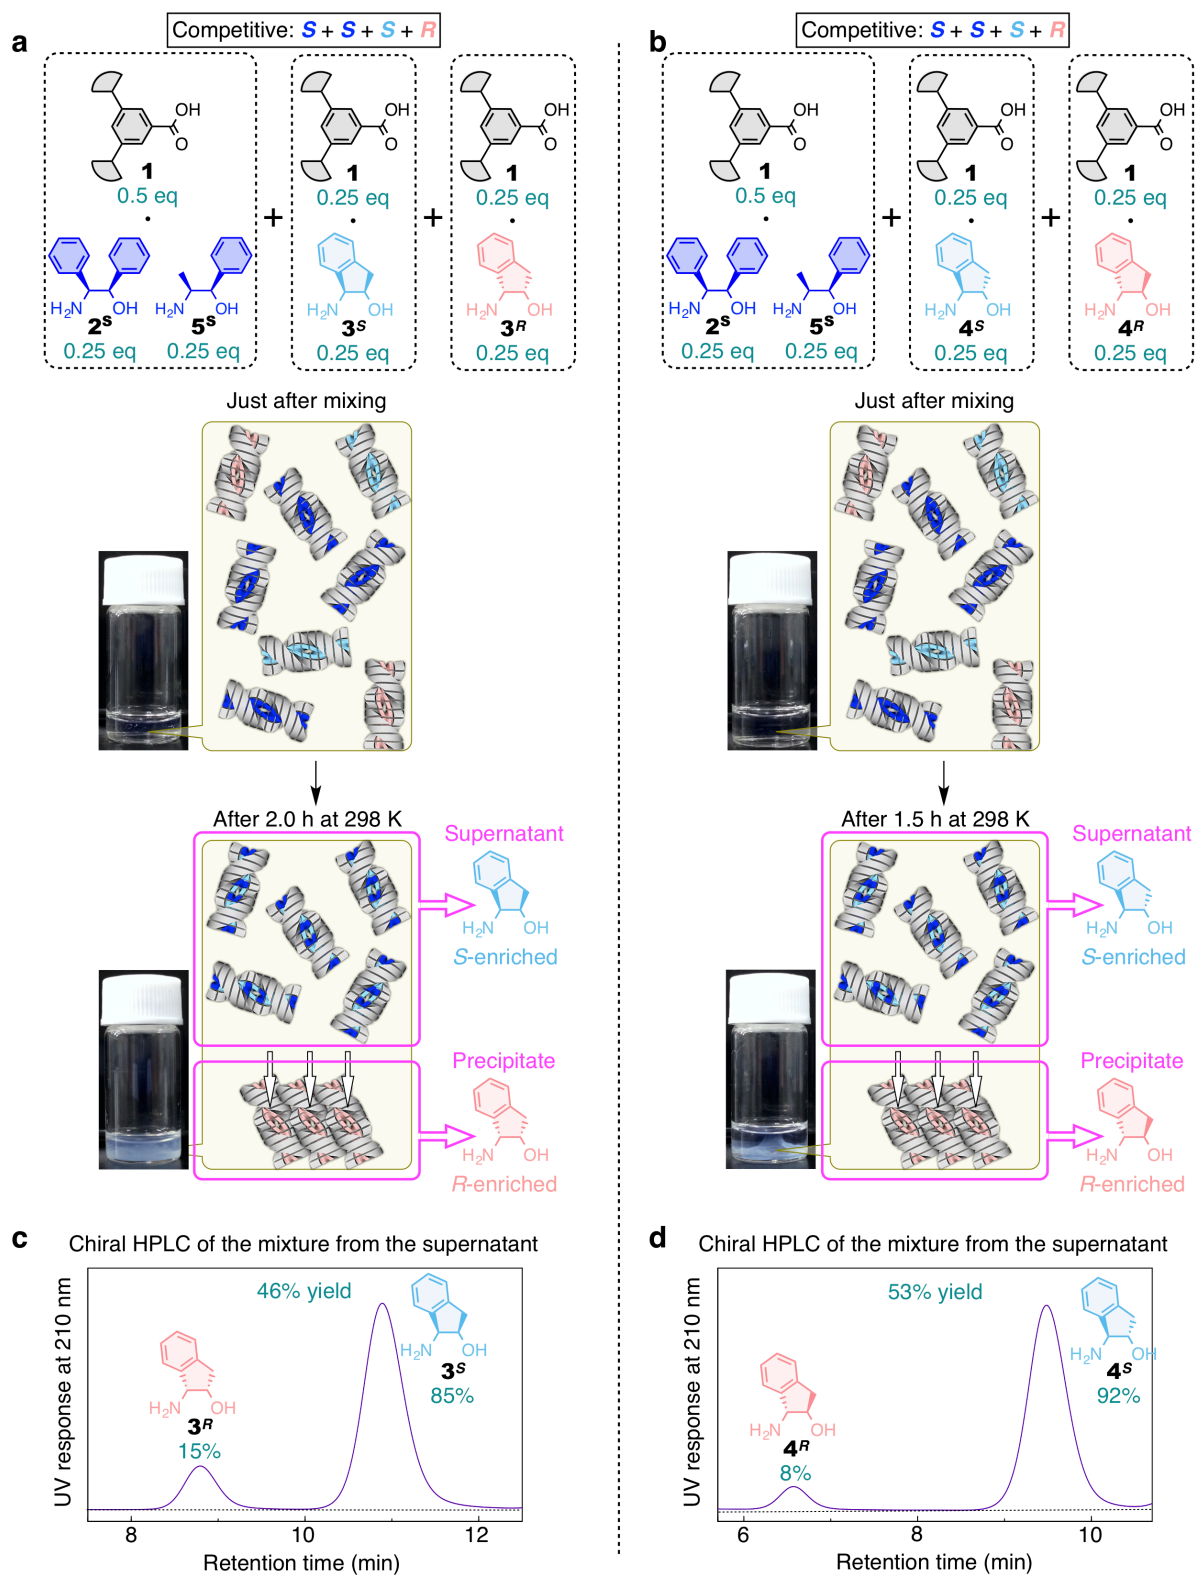 a
Competitive: S + S + S + R
OH
O
1
0.5 eq
·
H2N
OH
2S
0.25 eq
H2N
OH
5S
0.25 eq
+
OH
O
1
0.25 eq
·
H2N
OH
3S
0.25 eq
+
OH
O
1
0.25 eq
·
H2N
OH
3R
0.25 eq
Just after mixing
After 2.0 h at 298 K
Supernatant
H2N
OH
S-enriched
Precipitate
H2N
OH
R-enriched
b
Competitive: S + S + S + R
OH
O
1
0.5 eq
·
H2N
OH
2S
0.25 eq
H2N
OH
5S
0.25 eq
+
OH
O
1
0.25 eq
·
H2N
OH
4S
0.25 eq
+
OH
O
1
0.25 eq
·
H2N
OH
4R
0.25 eq
Just after mixing
After 1.5 h at 298 K
Supernatant
H2N
OH
S-enriched
Precipitate
H2N
OH
R-enriched
c
Chiral HPLC of the mixture from the supernatant
UV response at 210 nm
46% yield
H2N
OH
3S
85%
H2N
OH
3R
15%
8
10
12
Retention time (min)
d
Chiral HPLC of the mixture from the supernatant
UV response at 210 nm
53% yield
H2N
OH
4S
92%
H2N
OH
4R
8%
6
8
10
Retention time (min)